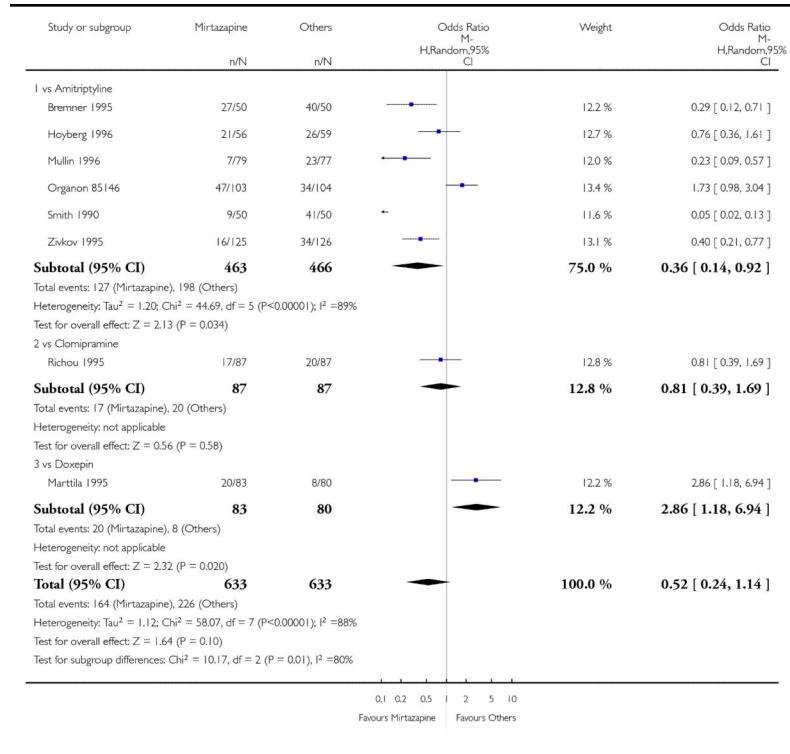 Study or subgroup Mirtazapine Others Odds Ratio Weight Odds Ratio
M- M-
H,Random,95% H,Random,95%
n/N n/N CI CI
1 vs Amitriptyline
Bremner 1995 27/50 40/50 12.2 % 0.29 [ 0.12, 0.71 ]
Hoyberg 1996 21/56 26/59 12.7 % 0.76 [ 0.36, 1.61 ]
Mullin 1996 7/79 23/77 12.0 % 0.23 [ 0.09, 0.57 ]
Organon 85146 47/103 34/104 13.4 % 1.73 [ 0.98, 3.04 ]
Smith 1990 9/50 41/50 11.6 % 0.05 [ 0.02, 0.13 ]
Zivkov 1995 16/125 34/126 13.1 % 0.40 [ 0.21, 0.77 ]
Subtotal (95% CI) 463 466 75.0 % 0.36 [ 0.14, 0.92 ]
Total events: 127 (Mirtazapine), 198 (Others)
Heterogeneity: Tau² = 1.20; Chi² = 44.69, df = 5 (P<0.00001); I² =89%
Test for overall effect: Z = 2.13 (P = 0.034)
2 vs Clomipramine
Richou 1995 17/87 20/87 12.8 % 0.81 [ 0.39, 1.69 ]
Subtotal (95% CI) 87 87 12.8 % 0.81 [ 0.39, 1.69 ]
Total events: 17 (Mirtazapine), 20 (Others)
Heterogeneity: not applicable
Test for overall effect: Z = 0.56 (P = 0.58)
3 vs Doxepin
Marttila 1995 20/83 8/80 12.2 % 2.86 [ 1.18, 6.94 ]
Subtotal (95% CI) 83 80 12.2 % 2.86 [ 1.18, 6.94 ]
Total events: 20 (Mirtazapine), 8 (Others)
Heterogeneity: not applicable
Test for overall effect: Z = 2.32 (P = 0.020)
Total (95% CI) 633 633 100.0 % 0.52 [ 0.24, 1.14 ]
Total events: 164 (Mirtazapine), 226 (Others)
Heterogeneity: Tau² = 1.12; Chi² = 58.07, df = 7 (P<0.00001); I² =88%
Test for overall effect: Z = 1.64 (P = 0.10)
Test for subgroup differences: Chi² = 10.17, df = 2 (P = 0.01), I² =80%
0.1 0.2 0.5 1 2 5 10
Favours Mirtazapine Favours Others